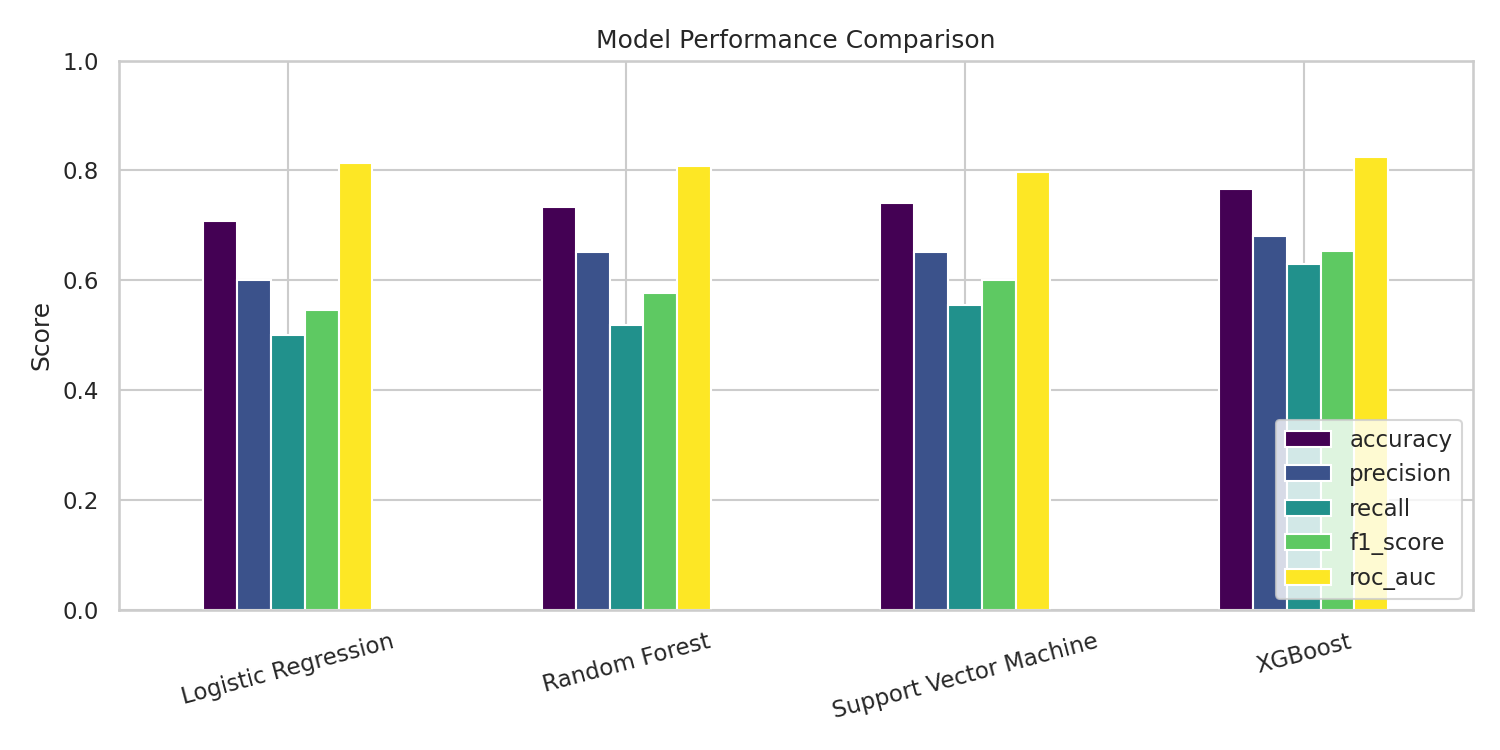 Model Performance Comparison
1.0
0.8
0.6
0.4
0.2
0.0
Score
accuracy
precision
recall
f1_score
roc_auc
Logistic Regression
Random Forest
Support Vector Machine
XGBoost